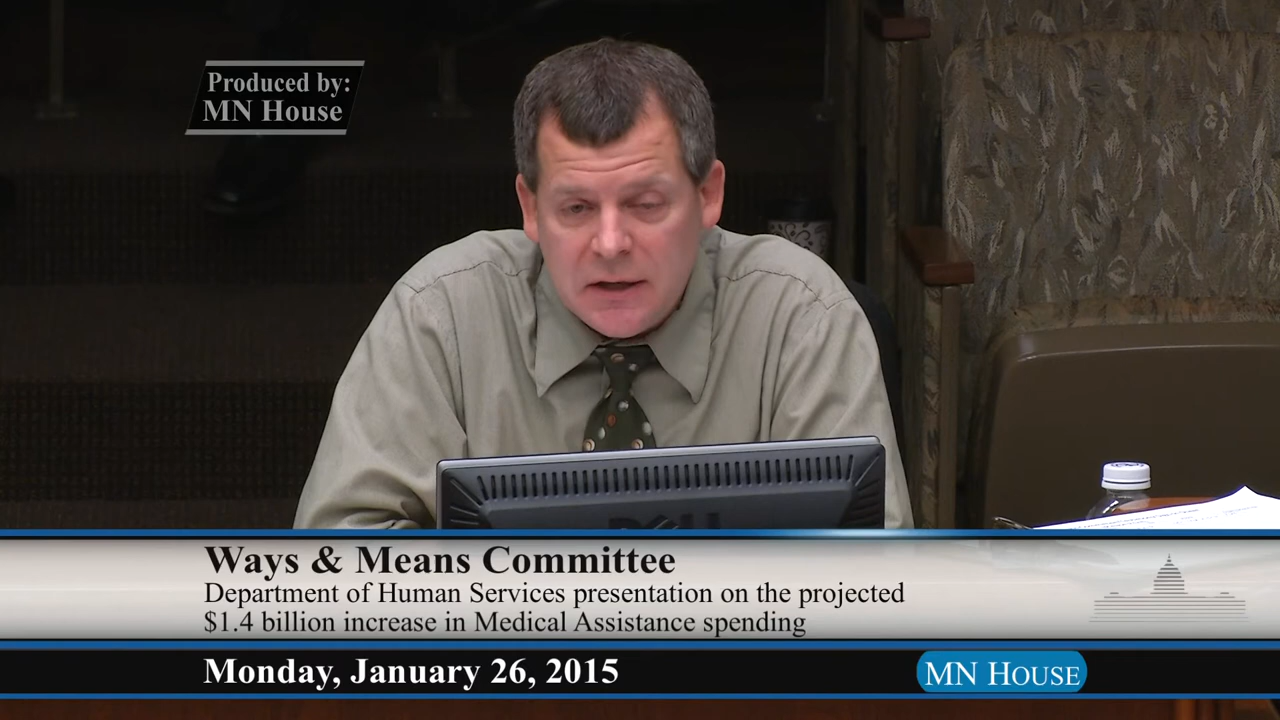 Produced by:
MN House
DELL
Ways & Means Committee
Department of Human Services presentation on the projected
$1.4 billion increase in Medical Assistance spending
Monday, January 26, 2015
MN HOUSE